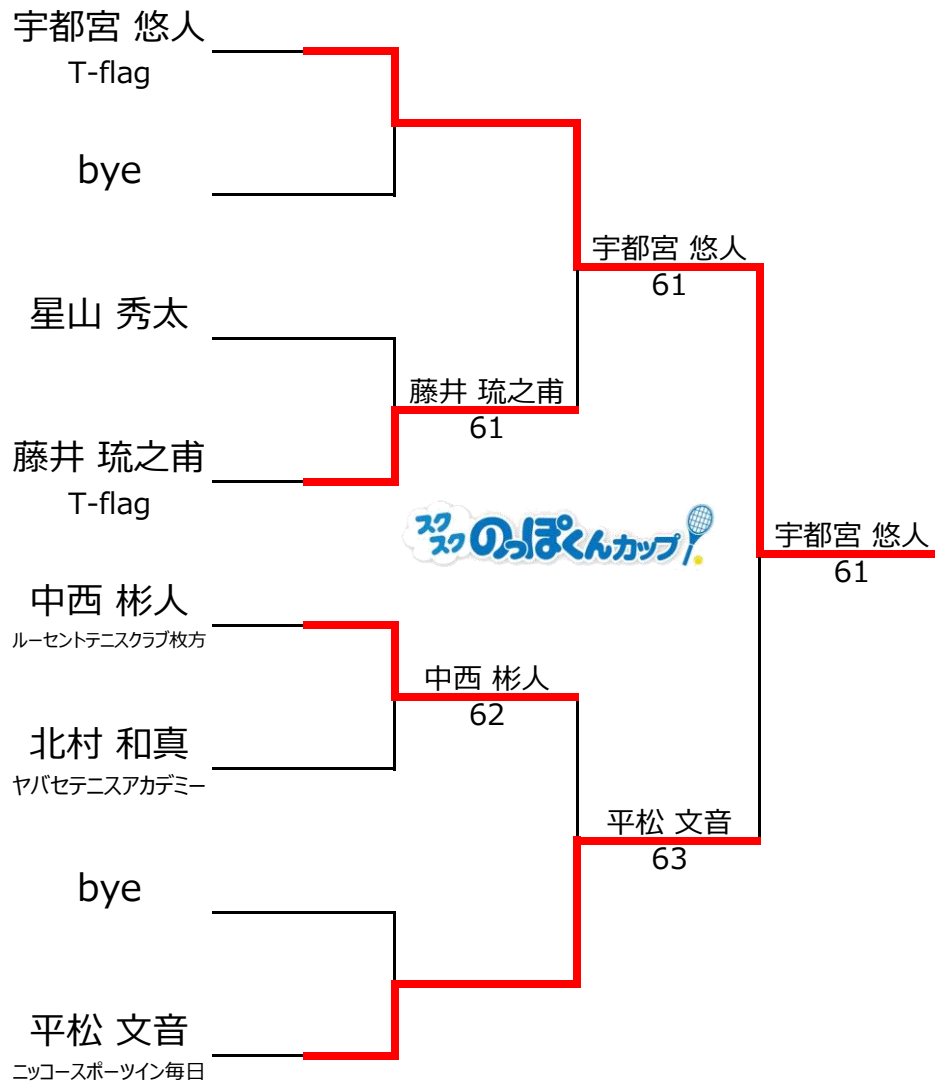 宇都宮 悠人
T-flag
bye
宇都宮 悠人
61
星山 秀太
藤井 琉之甫
61
藤井 琉之甫
T-flag
スクスク のっぽくんカップ
宇都宮 悠人
61
中西 彬人
ルーセントテニスクラブ枚方
中西 彬人
62
北村 和真
ヤバセテニスアカデミー
平松 文音
63
bye
平松 文音
ニッコースポーツイン毎日